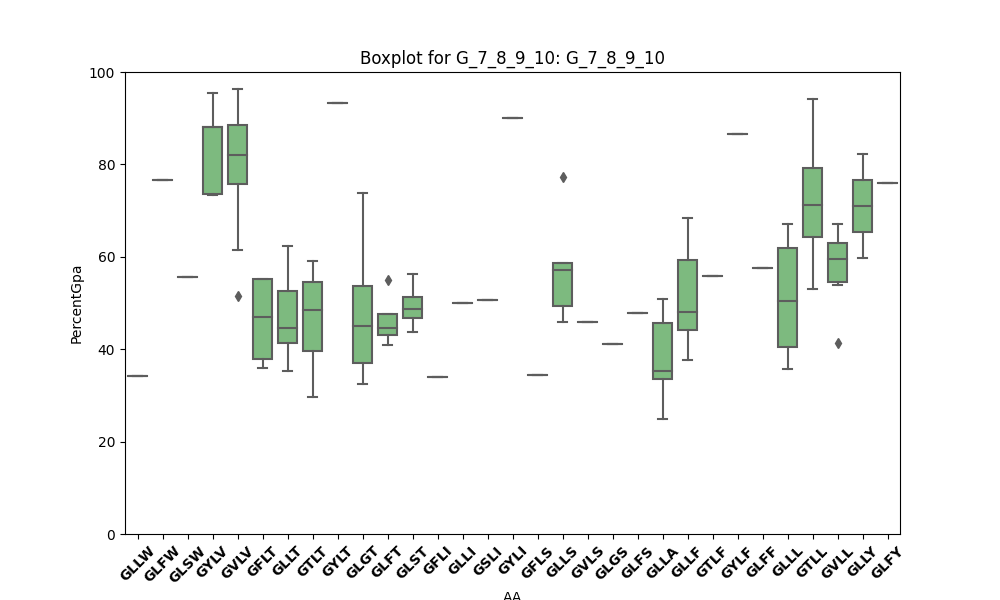 Boxplot for G_7_8_9_10: G_7_8_9_10
100
80
60
40
20
0
PercentGpa
GLLW GLFW GLSW GYLV GVLV GFLT GLLT GTLT GYLT GLGT GLFT GLST GFLI GLLI GSLI GYLI GFLS GLLS GVLS GLGS GLFS GLLA GLLF GTLF GYLF GLFF GLLL GTLL GVLL GLLY GLFY
AA